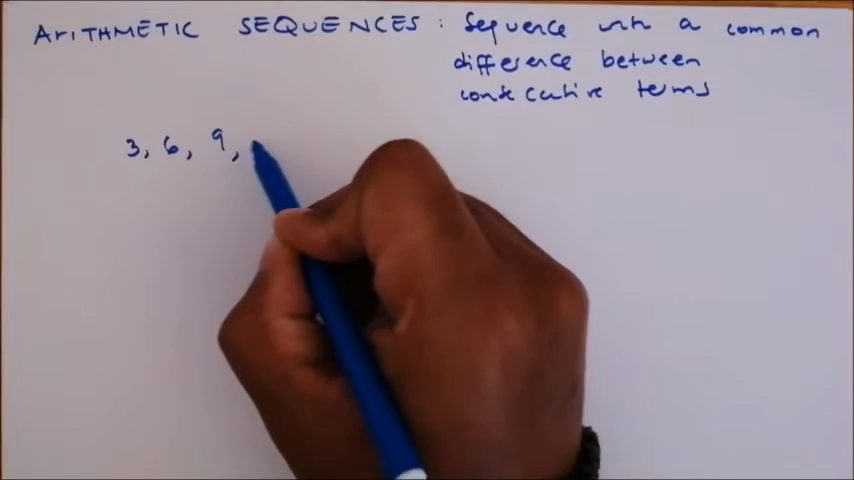 ARITHMETIC SEQUENCES : Sequence with a common
difference between
consecutive terms
3, 6, 9,